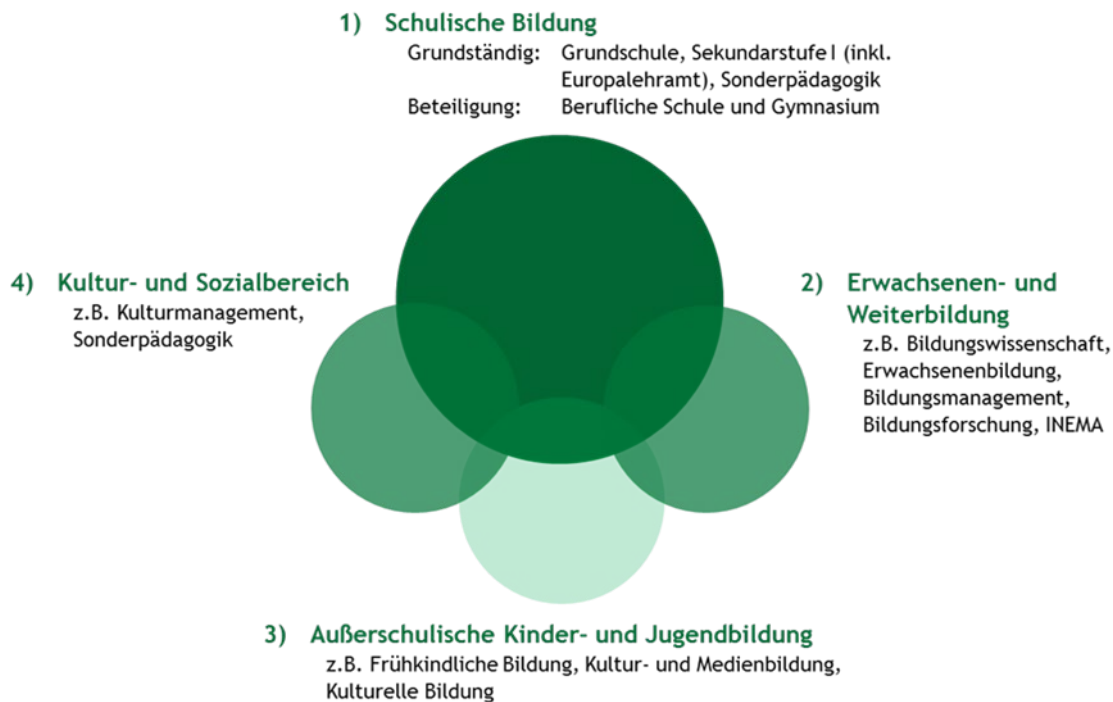 1) Schulische Bildung
Grundständig: Grundschule, Sekundarstufe I (inkl.
Europalehramt), Sonderpädagogik
Beteiligung: Berufliche Schule und Gymnasium
2) Erwachsenen- und
Weiterbildung
z.B. Bildungswissenschaft,
Erwachsenenbildung,
Bildungsmanagement,
Bildungsforschung, INEMA
3) Außerschulische Kinder- und Jugendbildung
z.B. Frühkindliche Bildung, Kultur- und Medienbildung,
Kulturelle Bildung
4) Kultur- und Sozialbereich
z.B. Kulturmanagement,
Sonderpädagogik